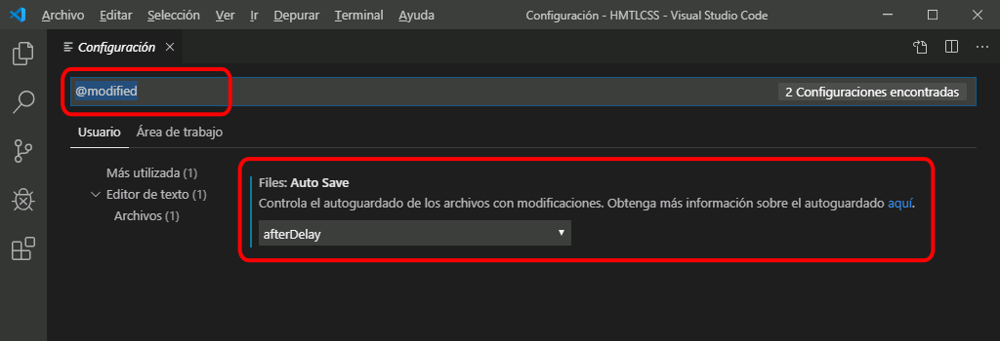 Archivo Editar Selección Ver Ir Depurar Terminal Ayuda Configuración - HMTLCSS - Visual Studio Code
Configuración
@modified 2 Configuraciones encontradas
Usuario Área de trabajo
Más utilizada (1)
Editor de texto (1)
Archivos (1)
Files: Auto Save
Controla el autoguardado de los archivos con modificaciones. Obtenga más información sobre el autoguardado aquí.
afterDelay